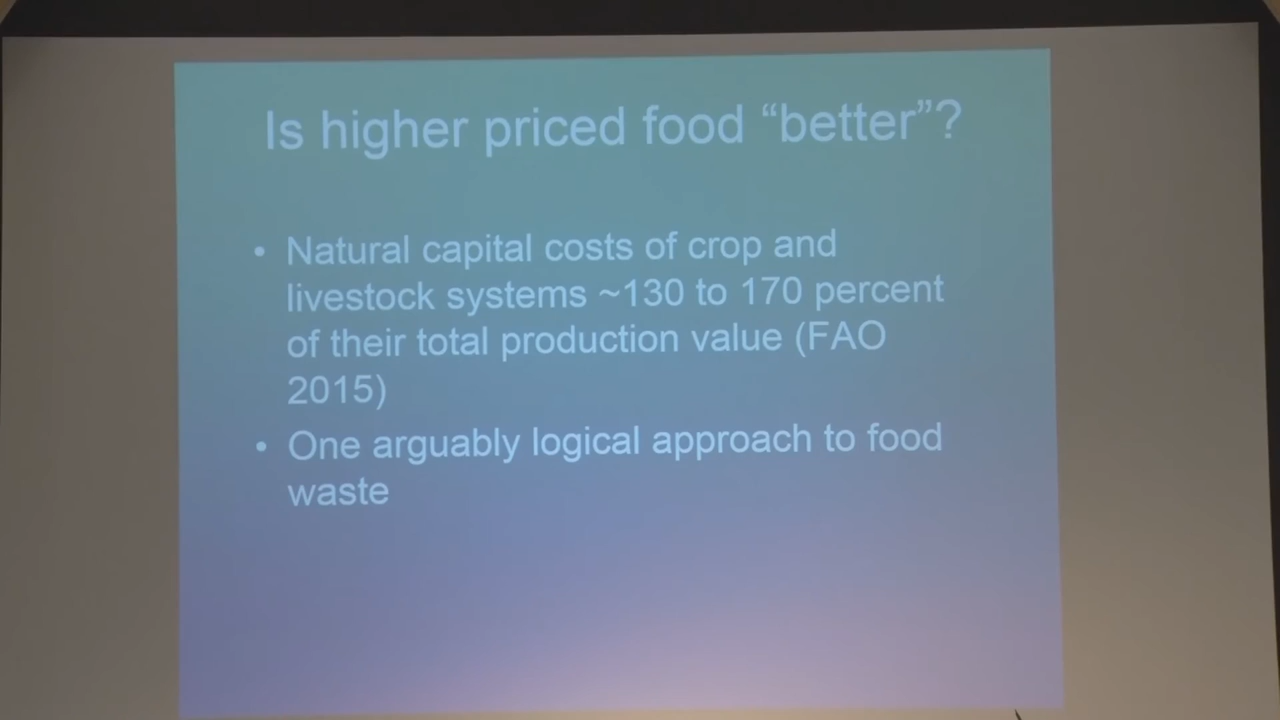 Is higher priced food “better”?
• Natural capital costs of crop and
livestock systems ~130 to 170 percent
of their total production value (FAO
2015)
• One arguably logical approach to food
waste